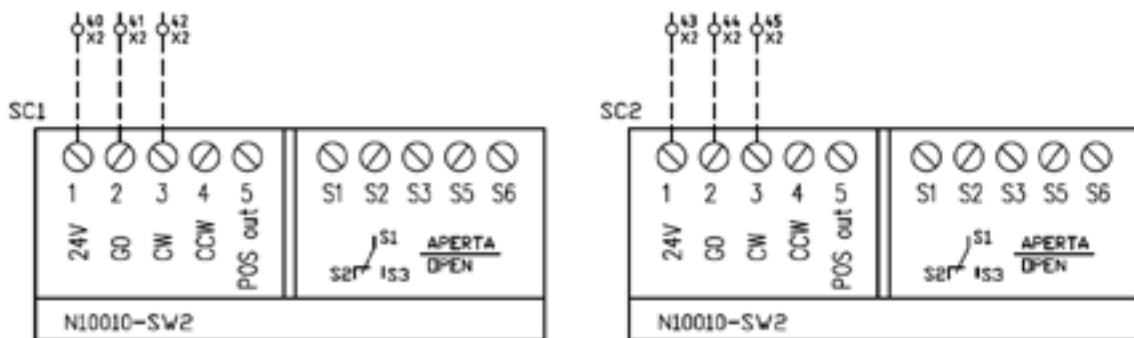 40 41 42
X2 X2 X2
SC1
1 2 3 4 5 S1 S2 S3 S5 S6
24V G0 CW CCW POS out
S1
S2 S3
APERTA
OPEN
N10010-SW2
43 44 45
X2 X2 X2
SC2
1 2 3 4 5 S1 S2 S3 S5 S6
24V G0 CW CCW POS out
S1
S2 S3
APERTA
OPEN
N10010-SW2